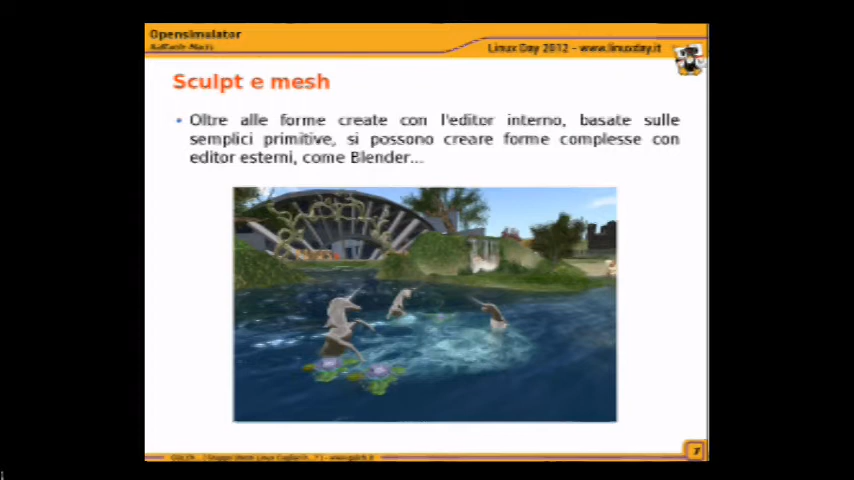 Opensimulator
Linux Day 2012 - www.linuxday.it
Sculpt e mesh
• Oltre alle forme create con l'editor interno, basate sulle
semplici primitive, si possono creare forme complesse con
editor esterni, come Blender...
7